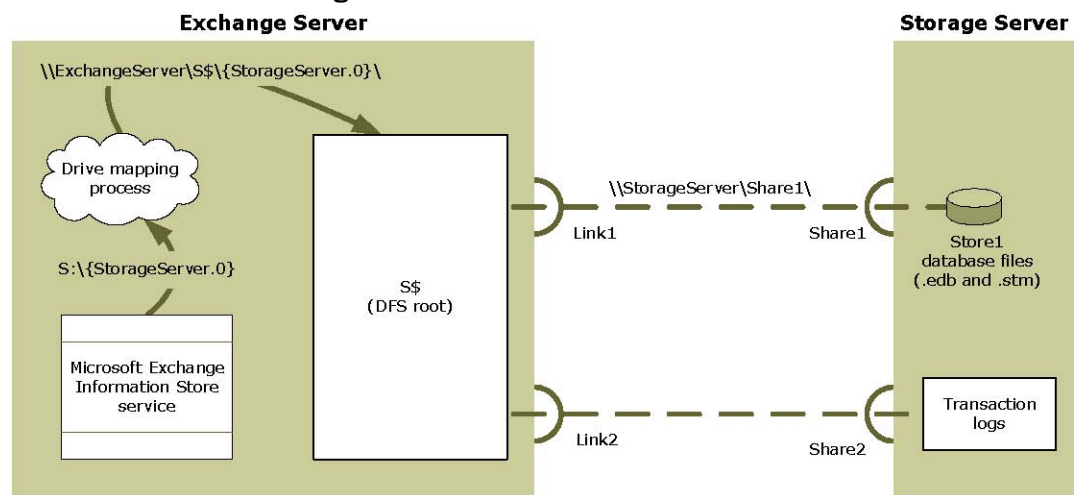 Exchange Server
Storage Server
\\ExchangeServer\S$\{StorageServer.0}\
Drive mapping
process
S:\{StorageServer.0}
Microsoft Exchange
Information Store
service
S$
(DFS root)
\\StorageServer\Share1\
Link1
Share1
Store1
database files
(.edb and .stm)
Link2
Share2
Transaction
logs